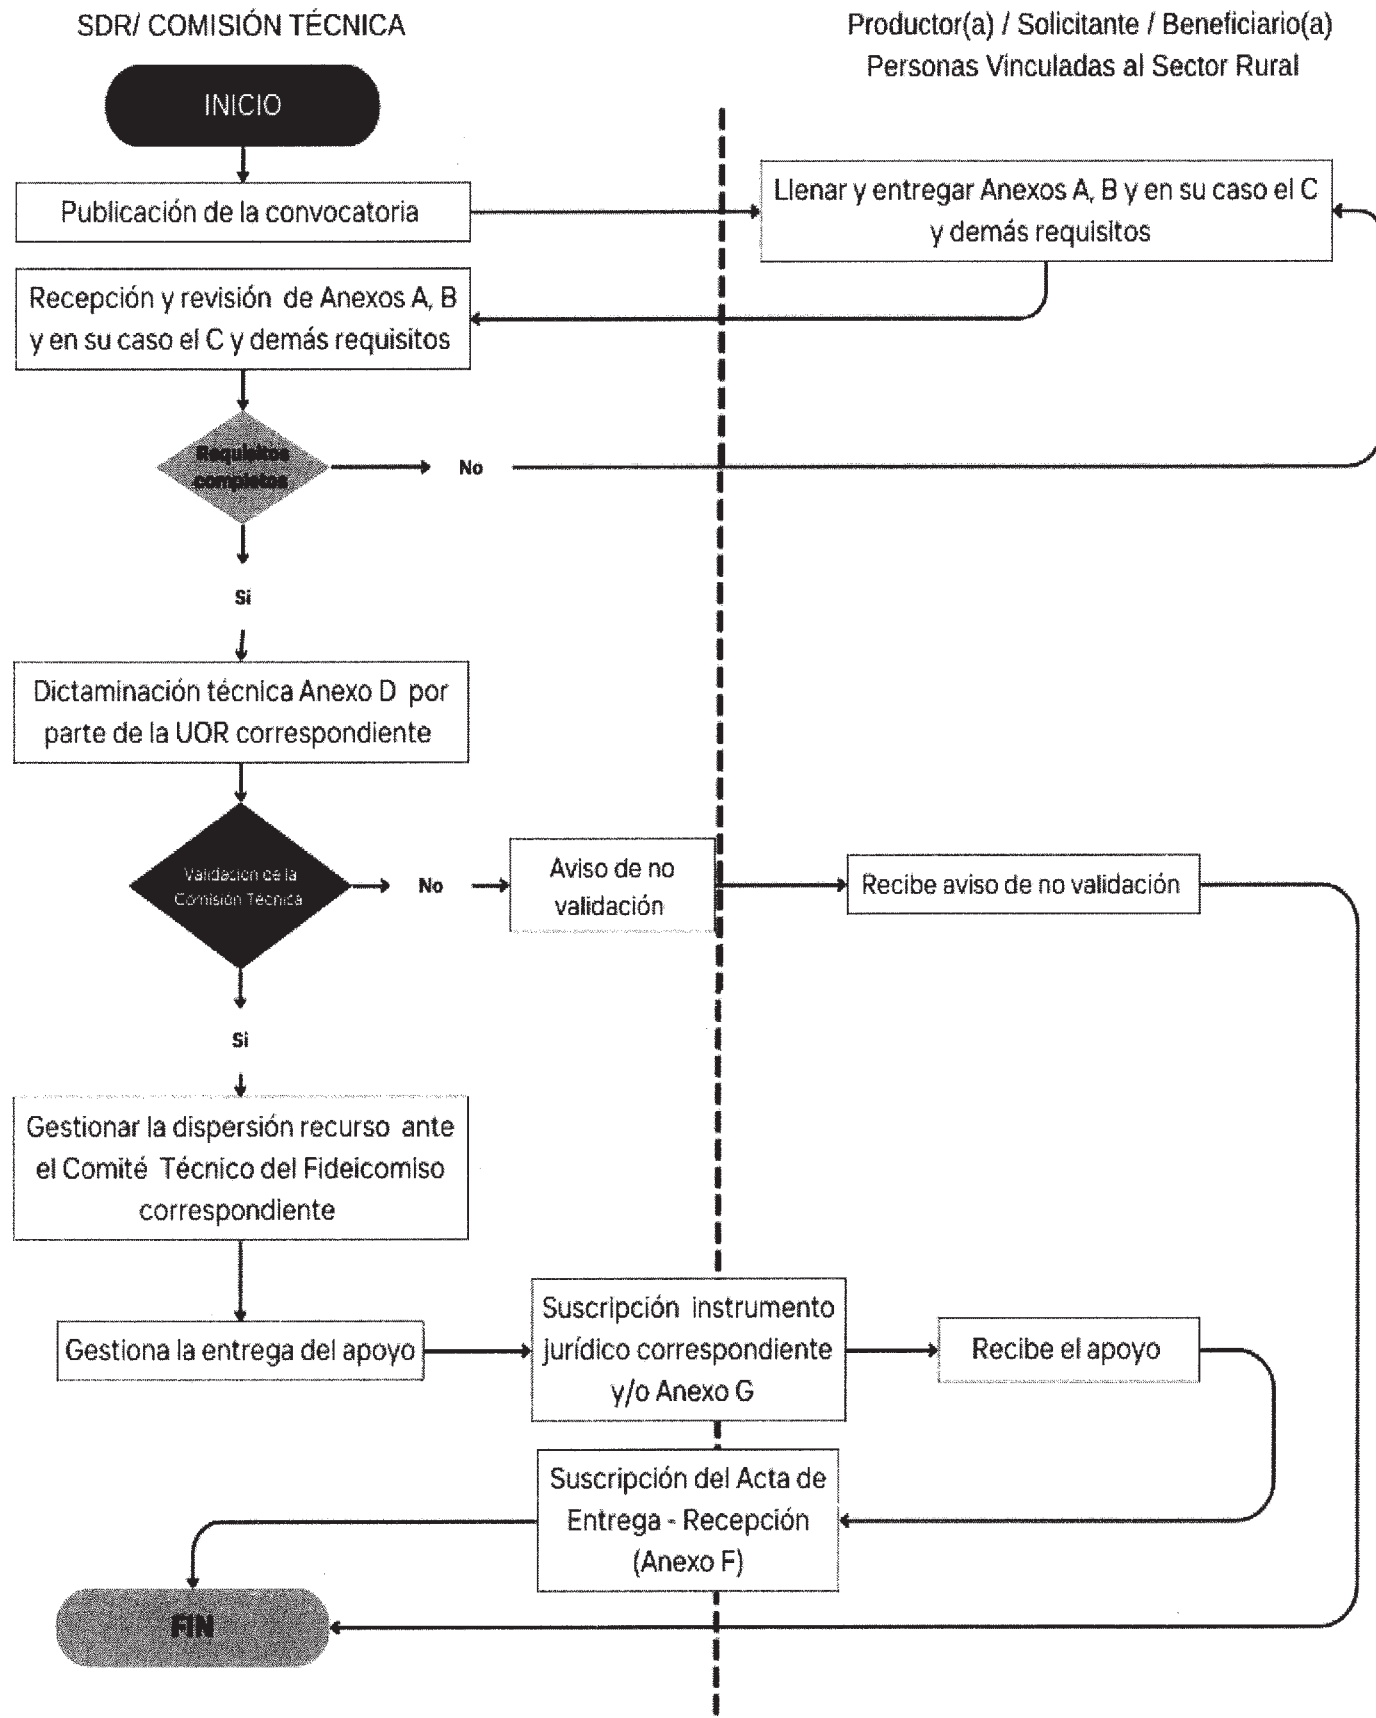 SDR/ COMISIÓN TÉCNICA
Productor(a) / Solicitante / Beneficiario(a)
Personas Vinculadas al Sector Rural
INICIO
Publicación de la convocatoria
Llenar y entregar Anexos A, B y en su caso el C
y demás requisitos
Recepción y revisión de Anexos A, B
y en su caso el C y demás requisitos
Requisitos
completos
No
Si
Dictaminación técnica Anexo D por
parte de la UOR correspondiente
Validación de la
Comisión Técnica
No
Aviso de no
validación
Recibe aviso de no validación
Si
Gestionar la dispersión recurso ante
el Comité Técnico del Fideicomiso
correspondiente
Gestiona la entrega del apoyo
Suscripción instrumento
jurídico correspondiente
y/o Anexo G
Recibe el apoyo
Suscripción del Acta de
Entrega - Recepción
(Anexo F)
FIN